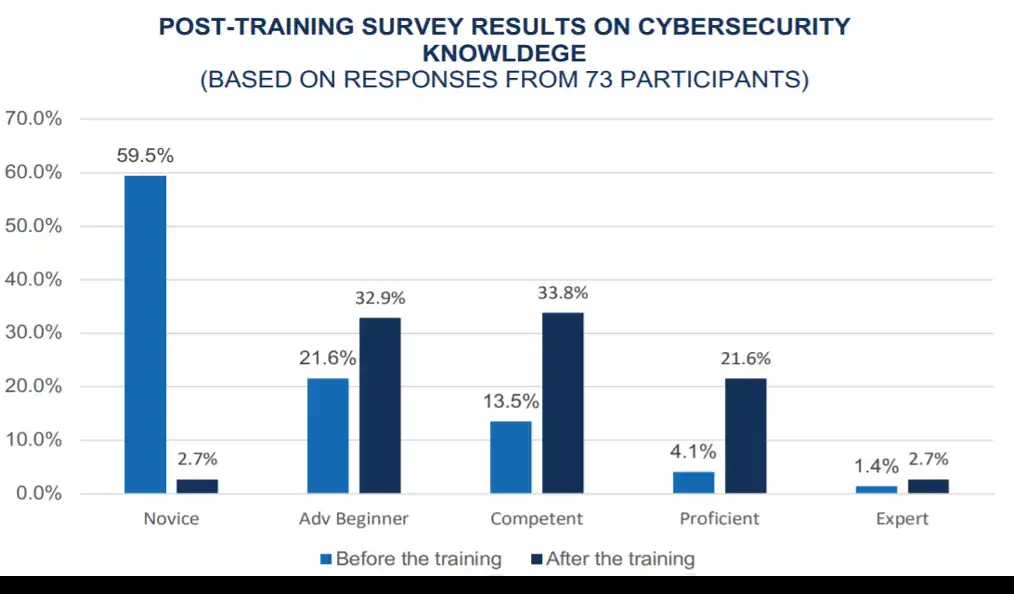 POST-TRAINING SURVEY RESULTS ON CYBERSECURITY
KNOWLDEGE
(BASED ON RESPONSES FROM 73 PARTICIPANTS)
70.0%
60.0%
50.0%
40.0%
30.0%
20.0%
10.0%
0.0%
59.5%
2.7%
21.6%
32.9%
13.5%
33.8%
4.1%
21.6%
1.4%
2.7%
Novice
Adv Beginner
Competent
Proficient
Expert
Before the training
After the training